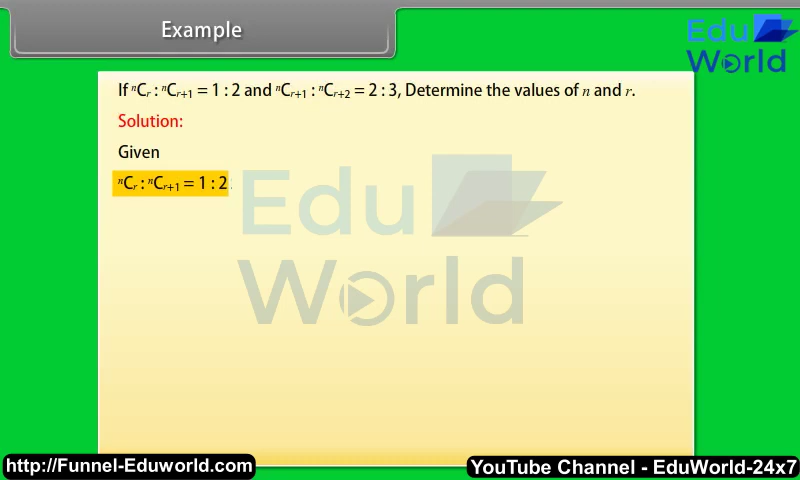 Example
Edu
World
If ⁿCᵣ : ⁿCᵣ₊₁ = 1 : 2 and ⁿCᵣ₊₁ : ⁿCᵣ₊₂ = 2 : 3, Determine the values of n and r.
Solution:
Given
ⁿCᵣ : ⁿCᵣ₊₁ = 1 : 2
Edu
World
http://Funnel-Eduworld.com
YouTube Channel - EduWorld-24x7